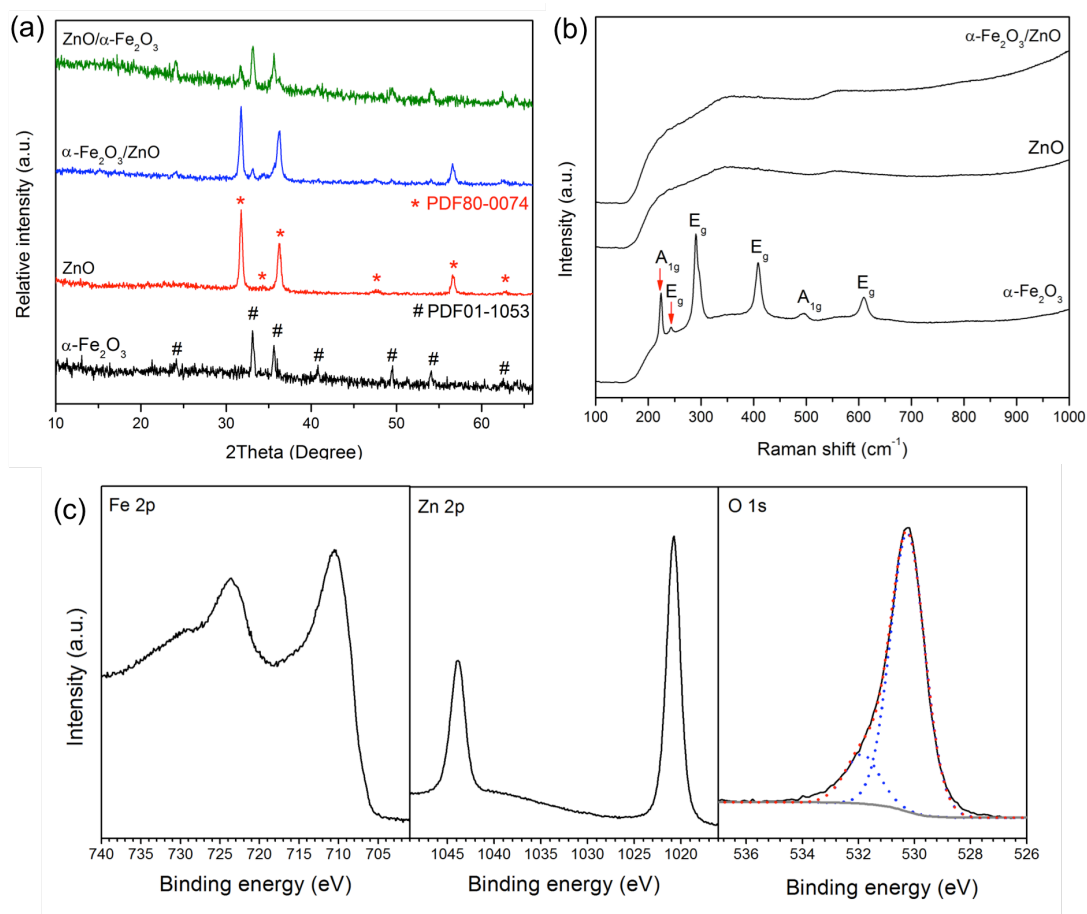 (a)
ZnO/α-Fe₂O₃
α-Fe₂O₃/ZnO
* PDF80-0074
* * * * * *
ZnO
# PDF01-1053
# # # # # # #
α-Fe₂O₃
Relative intensity (a.u.)
10 20 30 40 50 60
2Theta (Degree)
(b)
α-Fe₂O₃/ZnO
ZnO
α-Fe₂O₃
A₁g
Eg
Eg
Eg
A₁g
Eg
Intensity (a.u.)
100 200 300 400 500 600 700 800 900 1000
Raman shift (cm⁻¹)
(c)
Fe 2p
Zn 2p
O 1s
Intensity (a.u.)
740 735 730 725 720 715 710 705
1045 1040 1035 1030 1025 1020
536 534 532 530 528 526
Binding energy (eV)
Binding energy (eV)
Binding energy (eV)